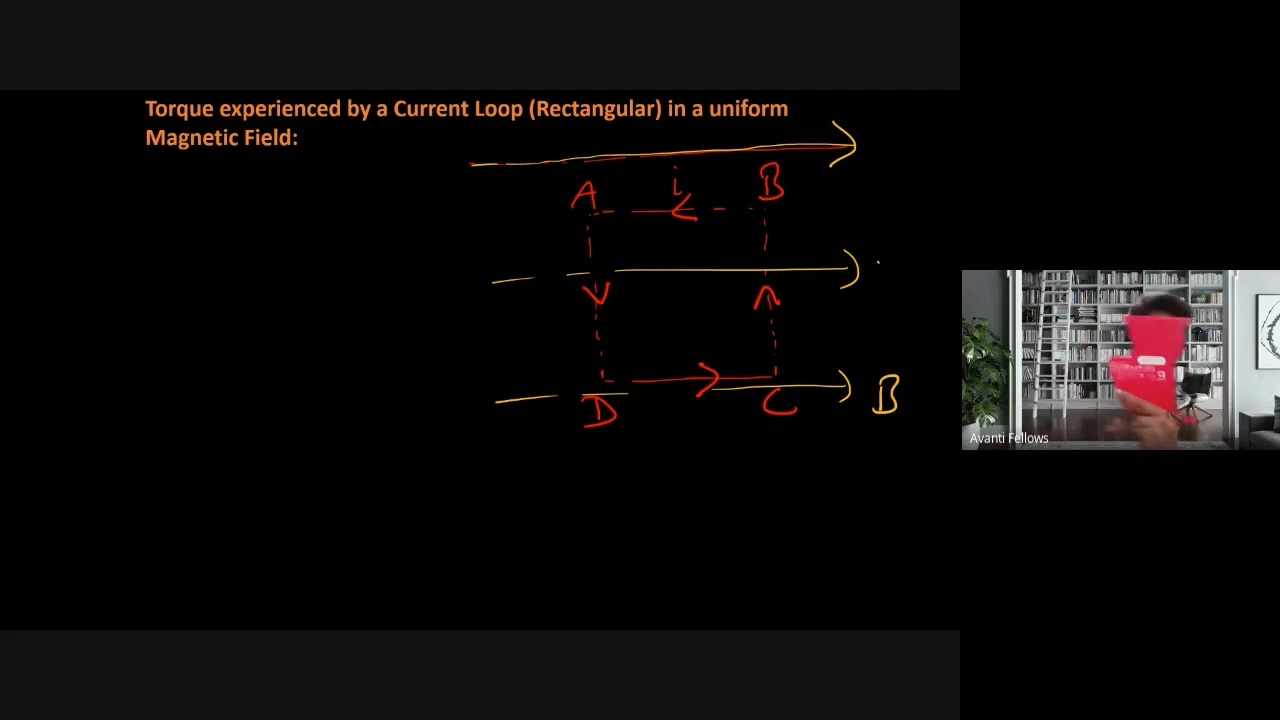 Torque experienced by a Current Loop (Rectangular) in a uniform
Magnetic Field:
A i B
D C B
Avanti Fellows